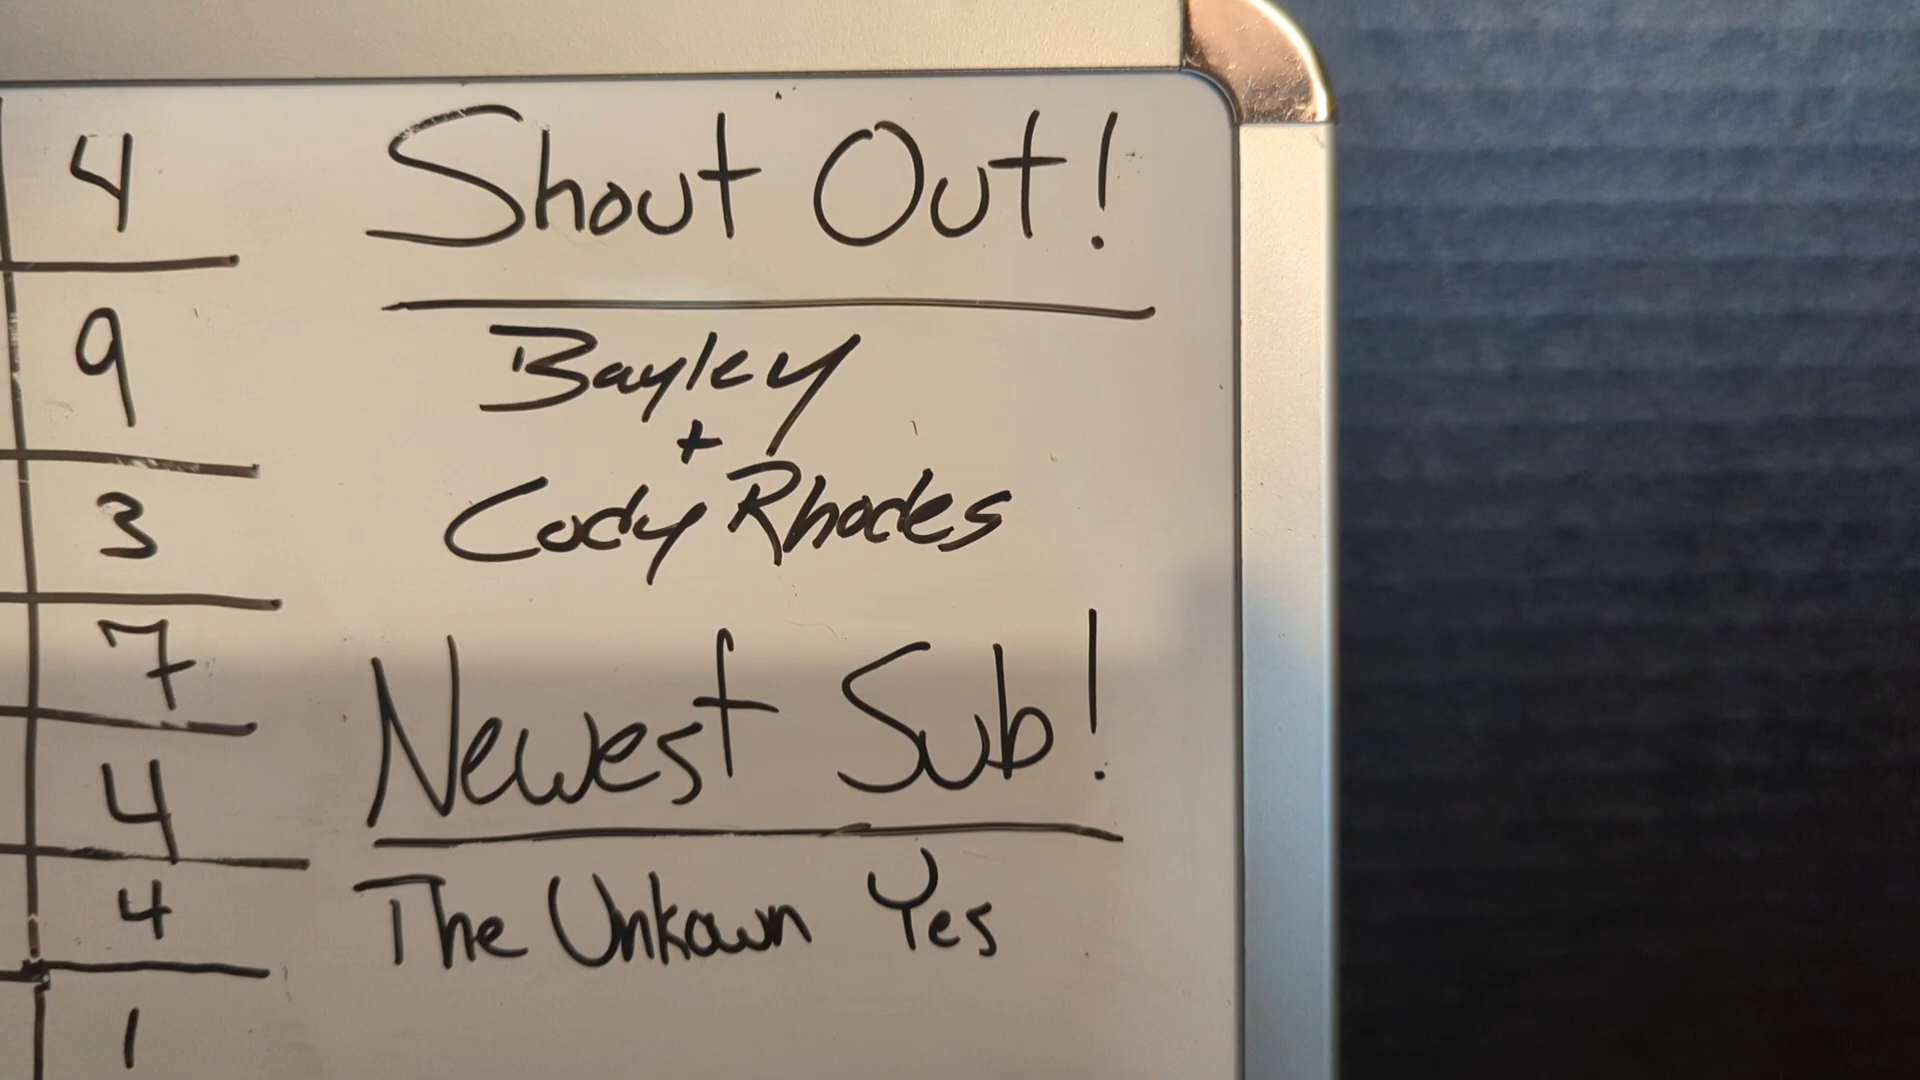 4
9
3
7
4
4
1
Shout Out!
Bayley
+
Cody Rhodes
Newest Sub!
The Unkown Yes